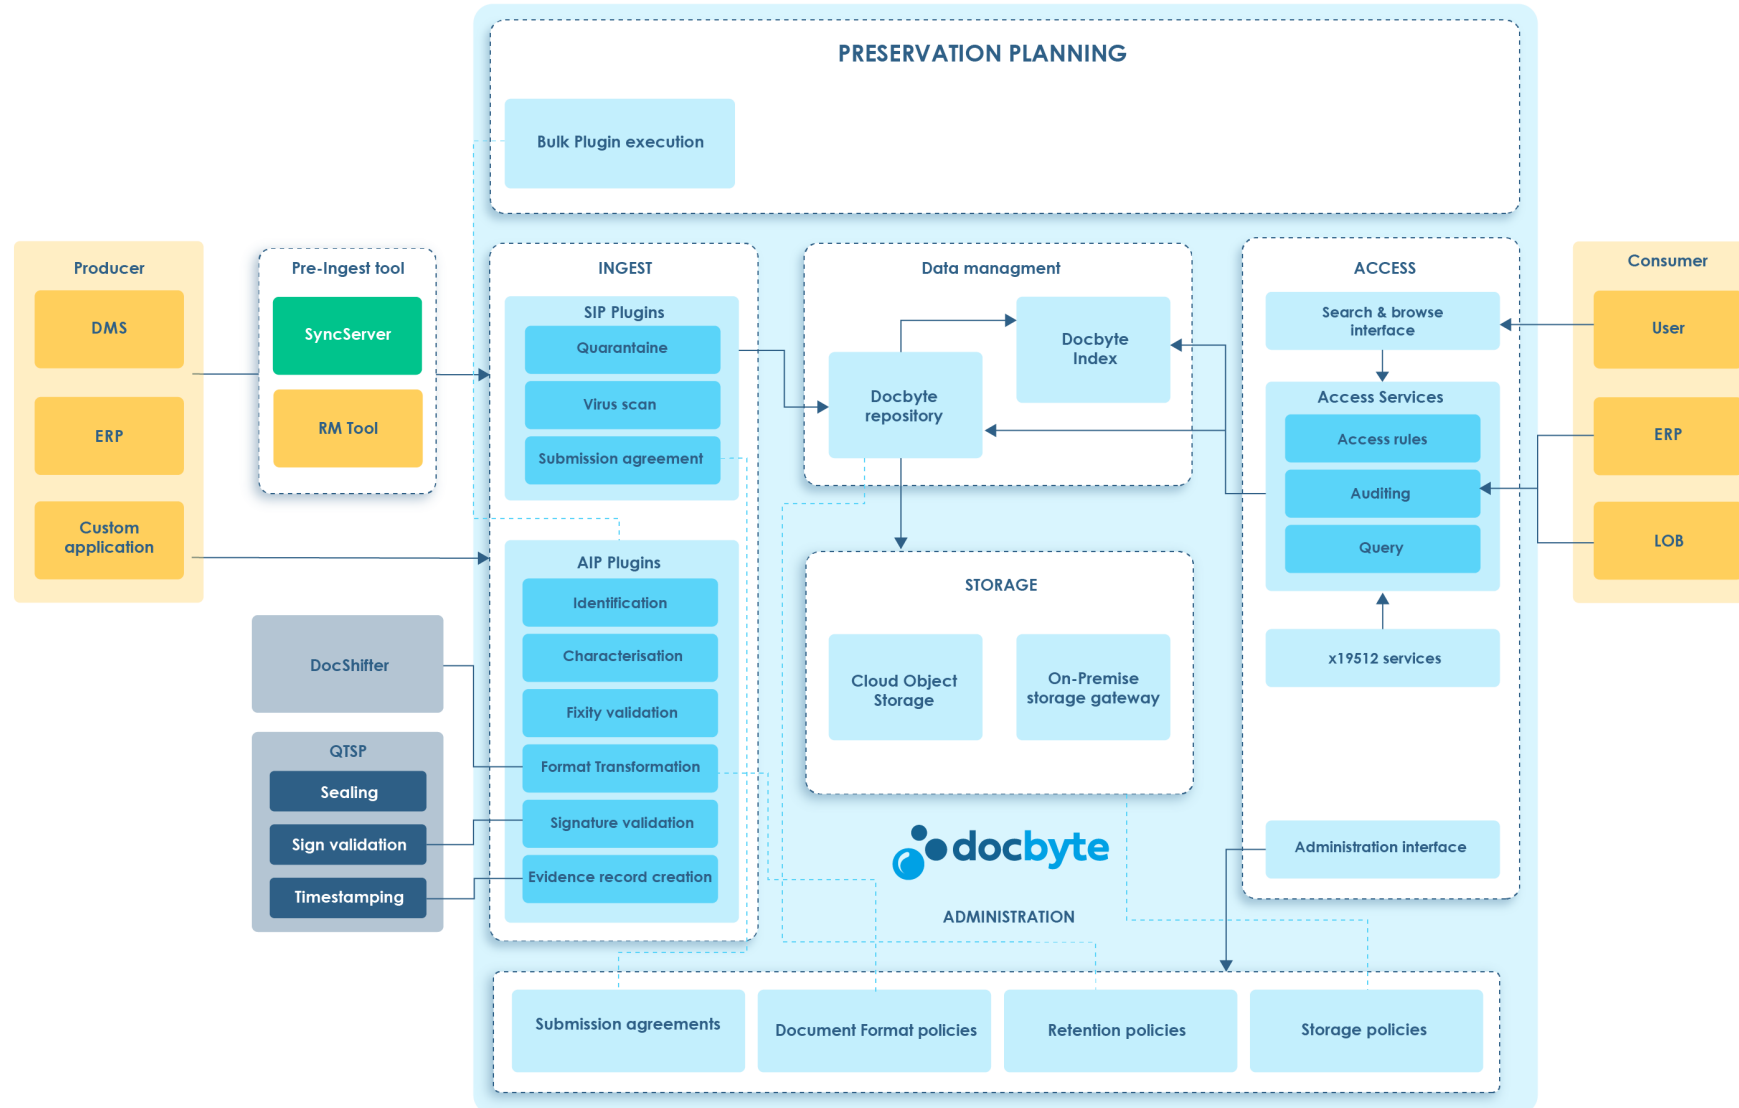 PRESERVATION PLANNING
Bulk Plugin execution
Producer
DMS
ERP
Custom
application
Pre-Ingest tool
SyncServer
RM Tool
DocShifter
QTSP
Sealing
Sign validation
Timestamping
INGEST
SIP Plugins
Quarantaine
Virus scan
Submission agreement
AIP Plugins
Identification
Characterisation
Fixity validation
Format Transformation
Signature validation
Evidence record creation
Data managment
Docbyte
repository
Docbyte
Index
STORAGE
Cloud Object
Storage
On-Premise
storage gateway
docbyte
ADMINISTRATION
ACCESS
Search & browse
interface
Access Services
Access rules
Auditing
Query
x19512 services
Administration interface
Consumer
User
ERP
LOB
Submission agreements
Document Format policies
Retention policies
Storage policies